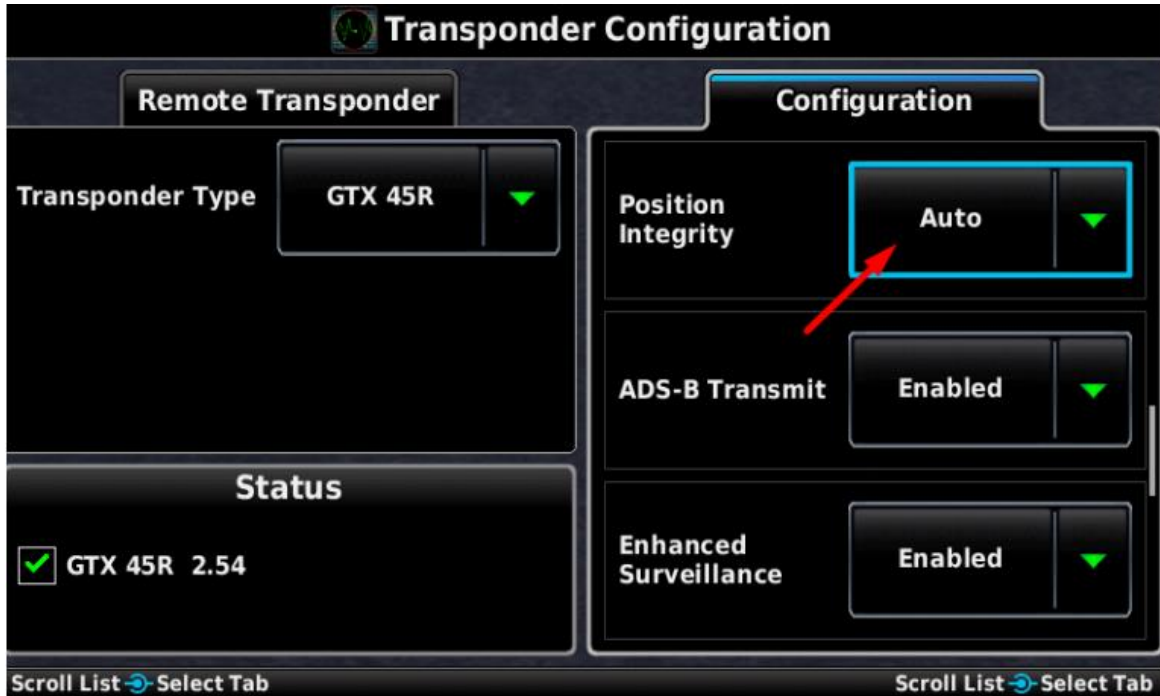 Transponder Configuration
Remote Transponder
Transponder Type
GTX 45R
Status
GTX 45R 2.54
Configuration
Position
Integrity
Auto
ADS-B Transmit
Enabled
Enhanced
Surveillance
Enabled
Scroll List Select Tab
Scroll List Select Tab